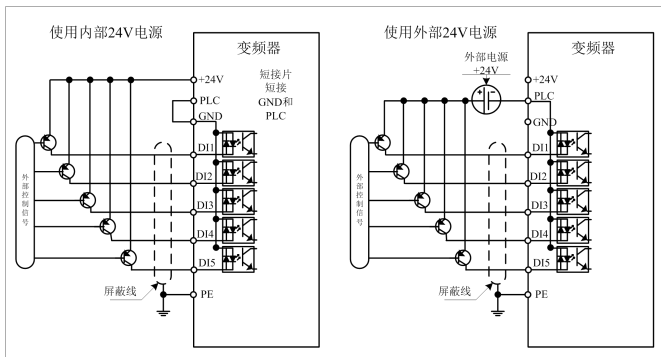 使用内部24V电源
变频器
+24V
短接片
短接
GND和
PLC
PLC
GND
DI1
DI2
DI3
DI4
DI5
外部控制信号
屏蔽线
PE
使用外部24V电源
变频器
外部电源
+24V
+24V
PLC
GND
DI1
DI2
DI3
DI4
DI5
外部控制信号
屏蔽线
PE